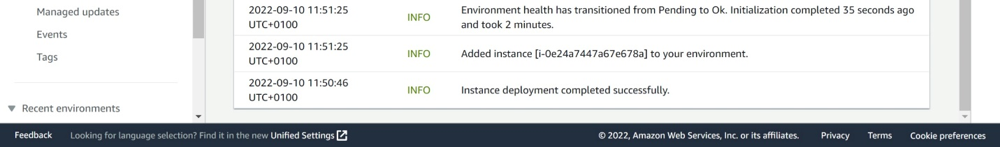 Managed updates
Events
Tags
Recent environments
2022-09-10 11:51:25
UTC+0100
INFO
Environment health has transitioned from Pending to Ok. Initialization completed 35 seconds ago
and took 2 minutes.
2022-09-10 11:51:25
UTC+0100
INFO
Added instance [i-0e24a7447a67e678a] to your environment.
2022-09-10 11:50:46
UTC+0100
INFO
Instance deployment completed successfully.
Feedback Looking for language selection? Find it in the new Unified Settings © 2022, Amazon Web Services, Inc. or its affiliates. Privacy Terms Cookie preferences